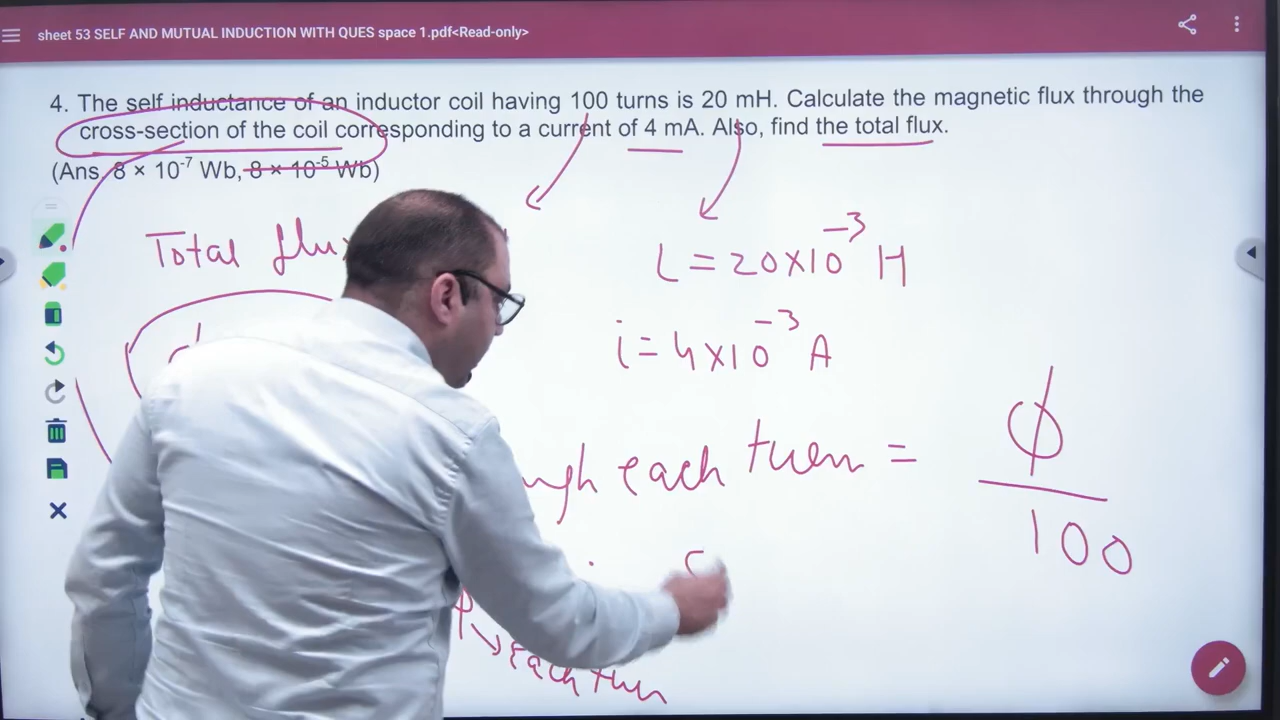 sheet 53 SELF AND MUTUAL INDUCTION WITH QUES space 1.pdf<Read-only>
4. The self inductance of an inductor coil having 100 turns is 20 mH. Calculate the magnetic flux through the
cross-section of the coil corresponding to a current of 4 mA. Also, find the total flux.
(Ans. 8 × 10⁻⁷ Wb, 8 × 10⁻⁵ Wb)
Total
L = 20×10⁻³ H
i = 4×10⁻³ A
each turn = ϕ/100
each turn